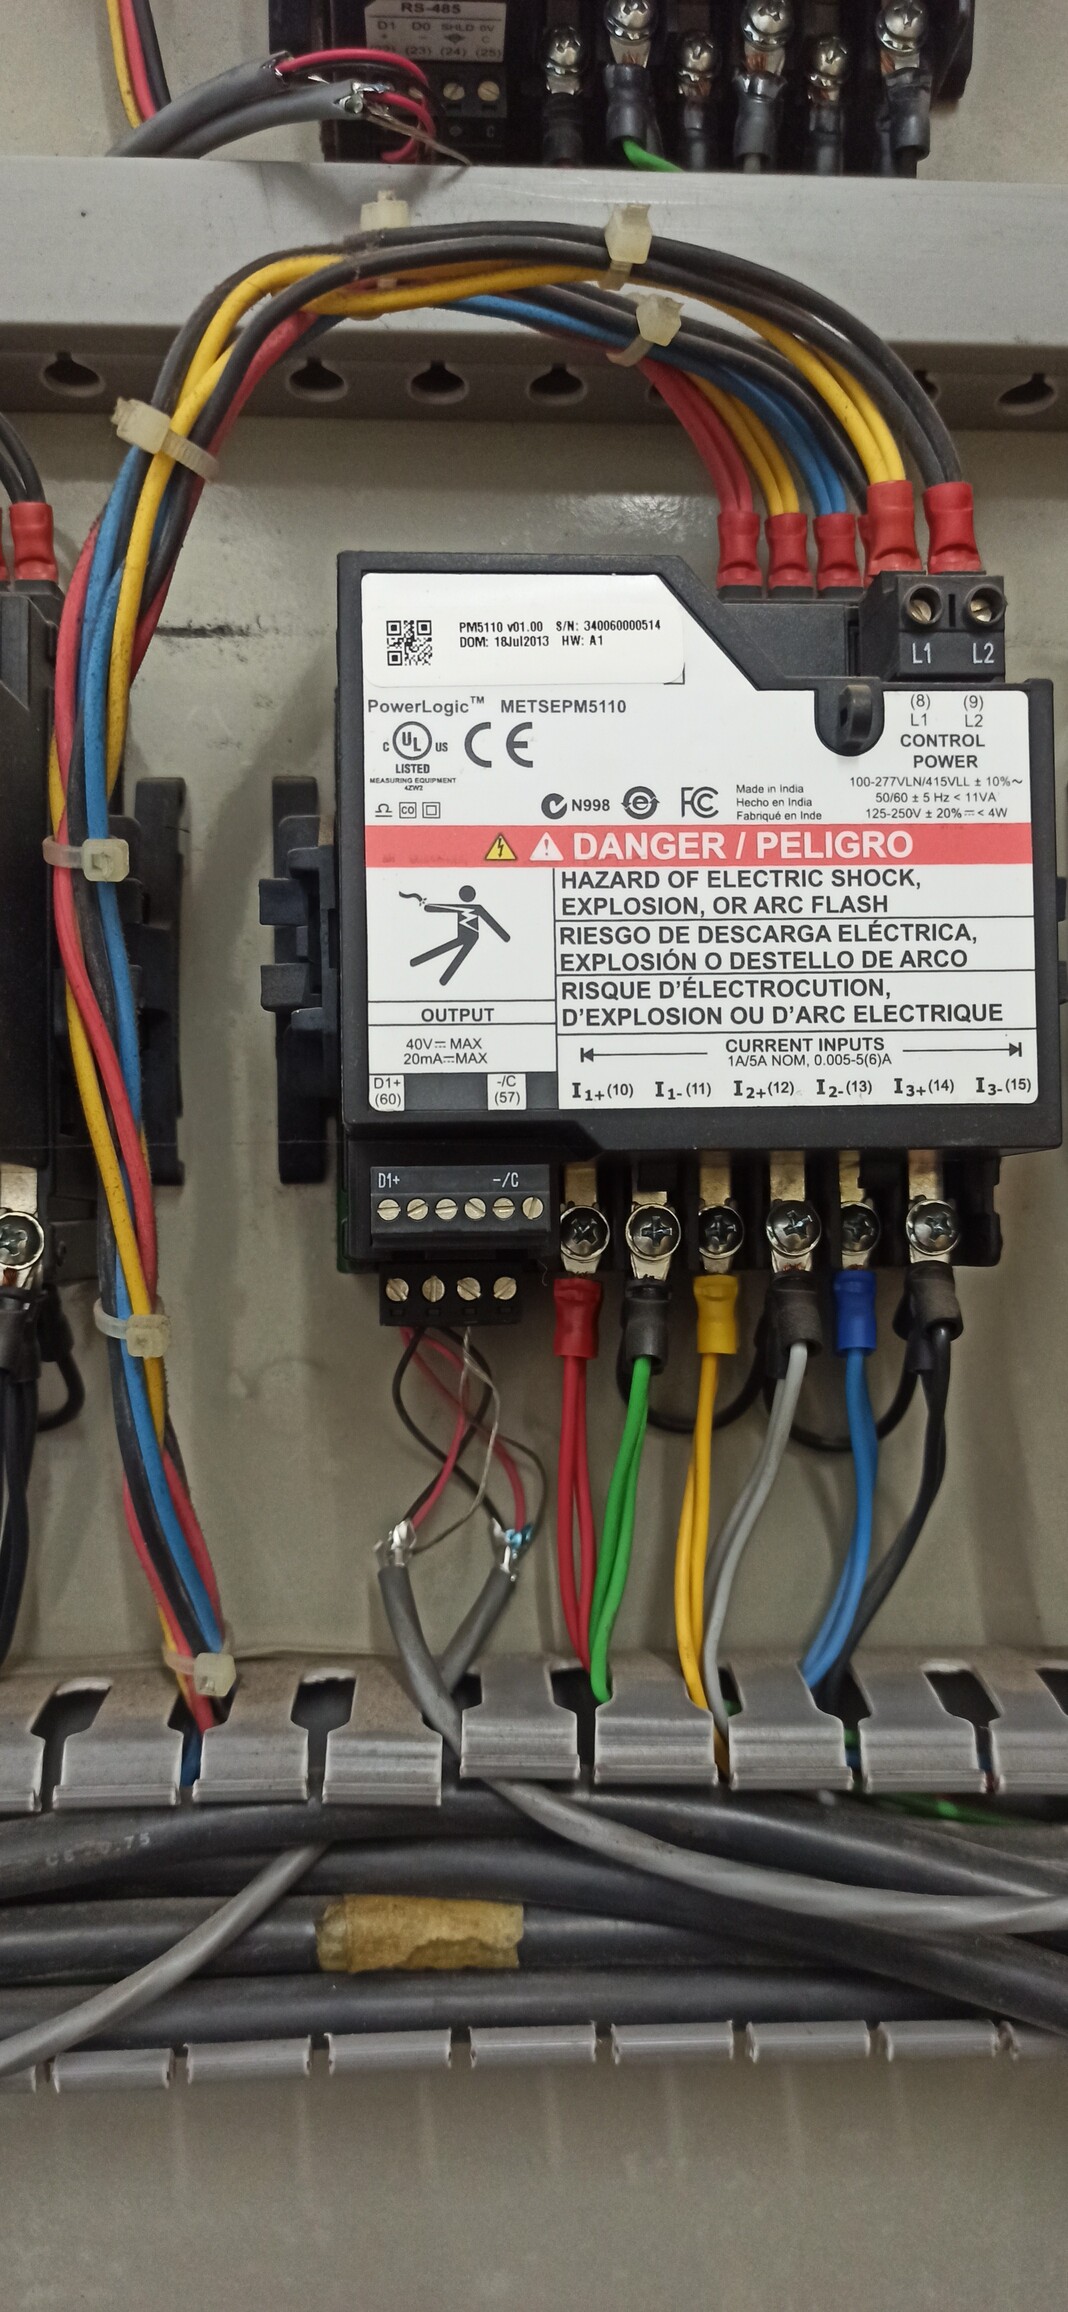 RS-485
D1 D0 SHLD 0V
+ - C
(23) (24) (25)
C
L1 L2
PM5110 v01.00 S/N: 340060000514
DOM: 18Jul2013 HW: A1
PowerLogic™ METSEPM5110
C UL US
LISTED
MEASURING EQUIPMENT
4ZW2
CE
(8) (9)
L1 L2
CONTROL
POWER
100-277VLN/415VLL ± 10%~
50/60 ± 5 Hz < 11VA
125-250V ± 20%⎓< 4W
N998
FC
Made in India
Hecho en India
Fabriqué en Inde
DANGER / PELIGRO
HAZARD OF ELECTRIC SHOCK,
EXPLOSION, OR ARC FLASH
RIESGO DE DESCARGA ELÉCTRICA,
EXPLOSIÓN O DESTELLO DE ARCO
RISQUE D'ÉLECTROCUTION,
D'EXPLOSION OU D'ARC ELECTRIQUE
OUTPUT
40V⎓ MAX
20mA⎓MAX
D1+ -/C
(60) (57)
CURRENT INPUTS
1A/5A NOM, 0.005-5(6)A
I1+(10) I1-(11) I2+(12) I2-(13) I3+(14) I3-(15)
D1+ -/C